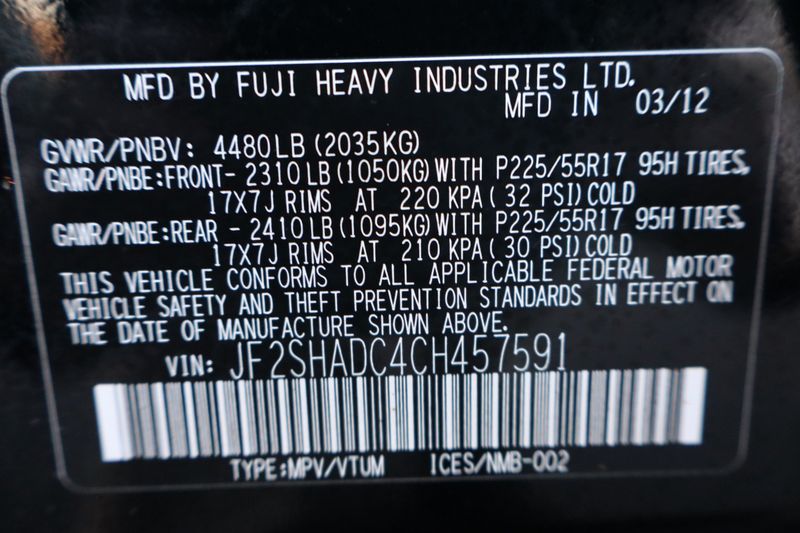 MFD BY FUJI HEAVY INDUSTRIES LTD.
MFD IN 03/12
GVWR/PNBV: 4480LB(2035KG)
GAWR/PNBE:FRONT- 2310LB(1050KG)WITH P225/55R17 95H TIRES,
17X7J RIMS AT 220 KPA( 32 PSI)COLD
GAWR/PNBE:REAR - 2410LB(1095KG)WITH P225/55R17 95H TIRES,
17X7J RIMS AT 210 KPA( 30 PSI)COLD
THIS VEHICLE CONFORMS TO ALL APPLICABLE FEDERAL MOTOR
VEHICLE SAFETY AND THEFT PREVENTION STANDARDS IN EFFECT ON
THE DATE OF MANUFACTURE SHOWN ABOVE.
VIN: JF2SHADC4CH457591
TYPE:MPV/VTUM ICES/NMB-002